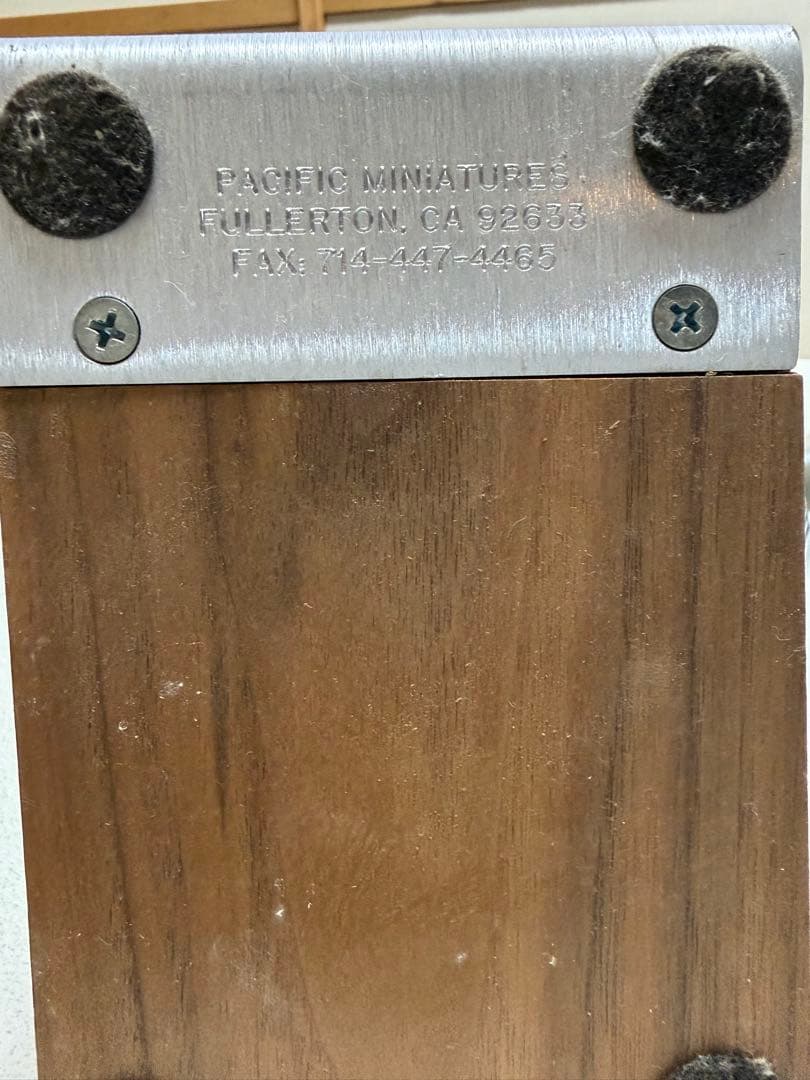 PACIFIC MINIATURES
FULLERTON, CA 92633
FAX: 714-447-4465